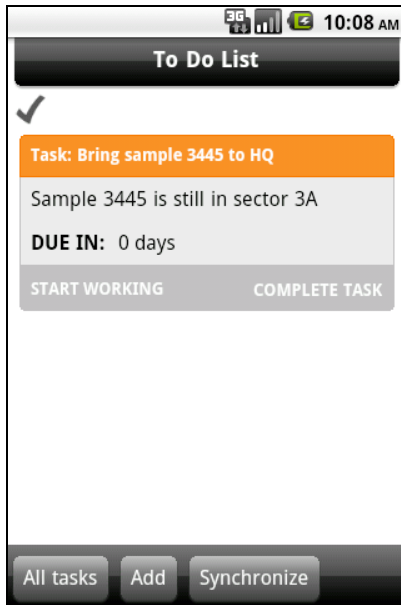 3G 10:08 AM
To Do List
Task: Bring sample 3445 to HQ
Sample 3445 is still in sector 3A
DUE IN: 0 days
START WORKING COMPLETE TASK
All tasks Add Synchronize